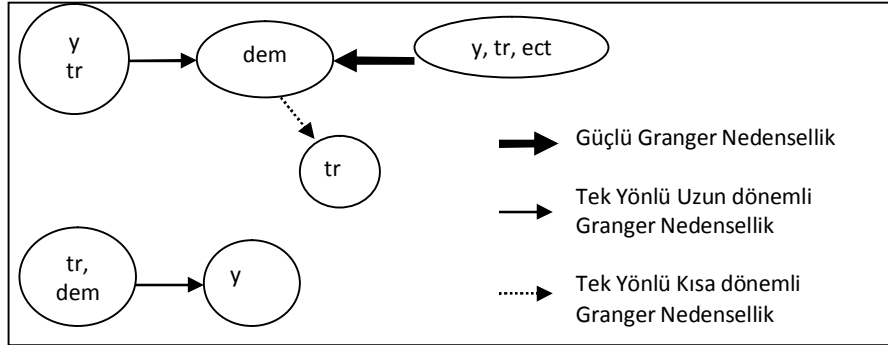 y
tr
dem
y, tr, ect
tr
Güçlü Granger Nedensellik
Tek Yönlü Uzun dönemli
Granger Nedensellik
tr,
dem
y
Tek Yönlü Kısa dönemli
Granger Nedensellik